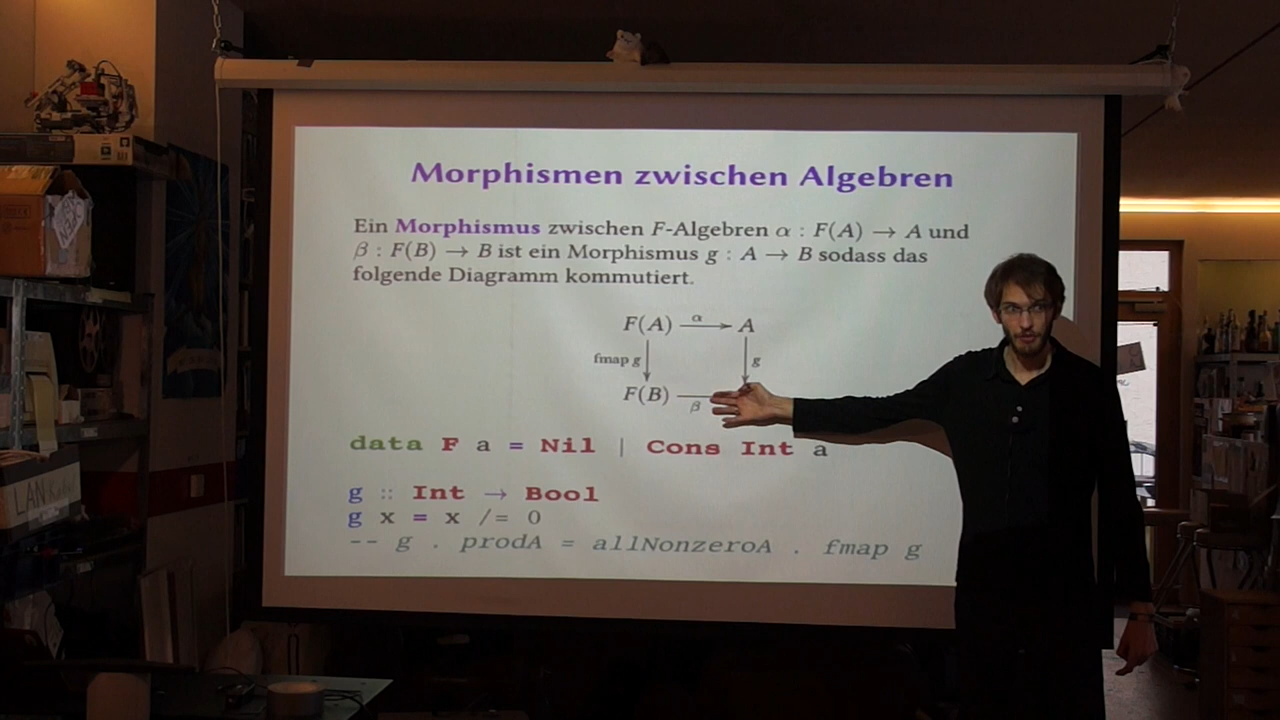 Morphismen zwischen Algebren
Ein Morphismus zwischen F-Algebren α : F(A) → A und
β : F(B) → B ist ein Morphismus g : A → B sodass das
folgende Diagramm kommutiert.
F(A) α A
fmap g g
F(B) β
data F a = Nil | Cons Int a
g :: Int → Bool
g x = x /= 0
-- g . prodA = allNonzeroA . fmap g
LAN